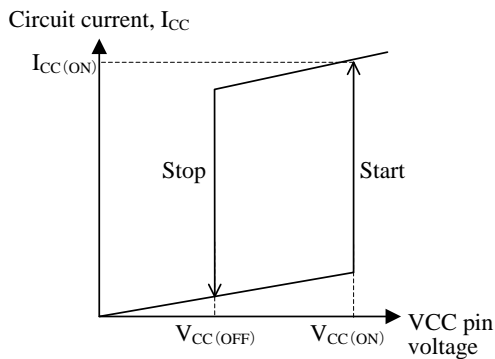 Circuit current, ICC
ICC(ON)
Stop
Start
VCC(OFF)
VCC(ON)
VCC pin
voltage